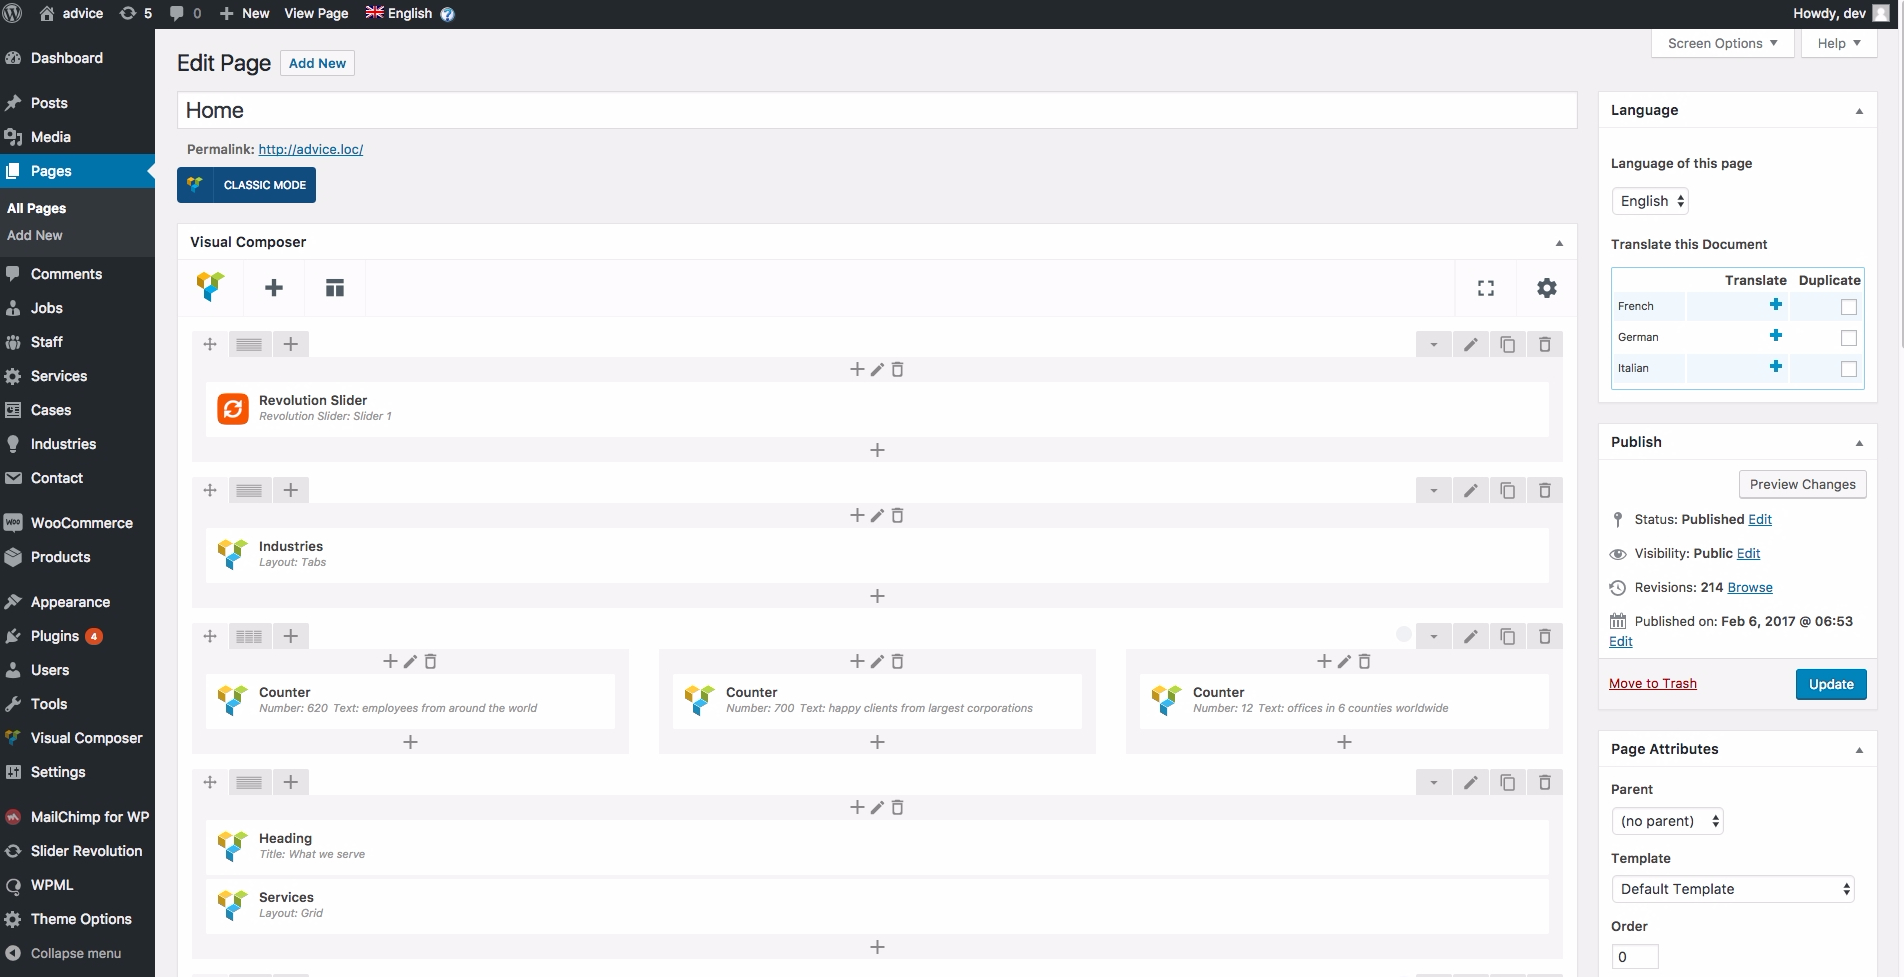 advice 5 0 New View Page English Howdy, dev
Screen Options Help
Dashboard
Posts
Media
Pages
All Pages
Add New
Comments
Jobs
Staff
Services
Cases
Industries
Contact
WooCommerce
Products
Appearance
Plugins 4
Users
Tools
Visual Composer
Settings
MailChimp for WP
Slider Revolution
WPML
Theme Options
Collapse menu
Edit Page Add New
Home
Permalink: http://advice.loc/
CLASSIC MODE
Visual Composer
Revolution Slider
Revolution Slider: Slider 1
Industries
Layout: Tabs
Counter
Number: 620 Text: employees from around the world
Counter
Number: 700 Text: happy clients from largest corporations
Counter
Number: 12 Text: offices in 6 counties worldwide
Heading
Title: What we serve
Services
Layout: Grid
Language
Language of this page
English
Translate this Document
Translate Duplicate
French
German
Italian
Publish
Preview Changes
Status: Published Edit
Visibility: Public Edit
Revisions: 214 Browse
Published on: Feb 6, 2017 @ 06:53
Edit
Move to Trash Update
Page Attributes
Parent
(no parent)
Template
Default Template
Order
0